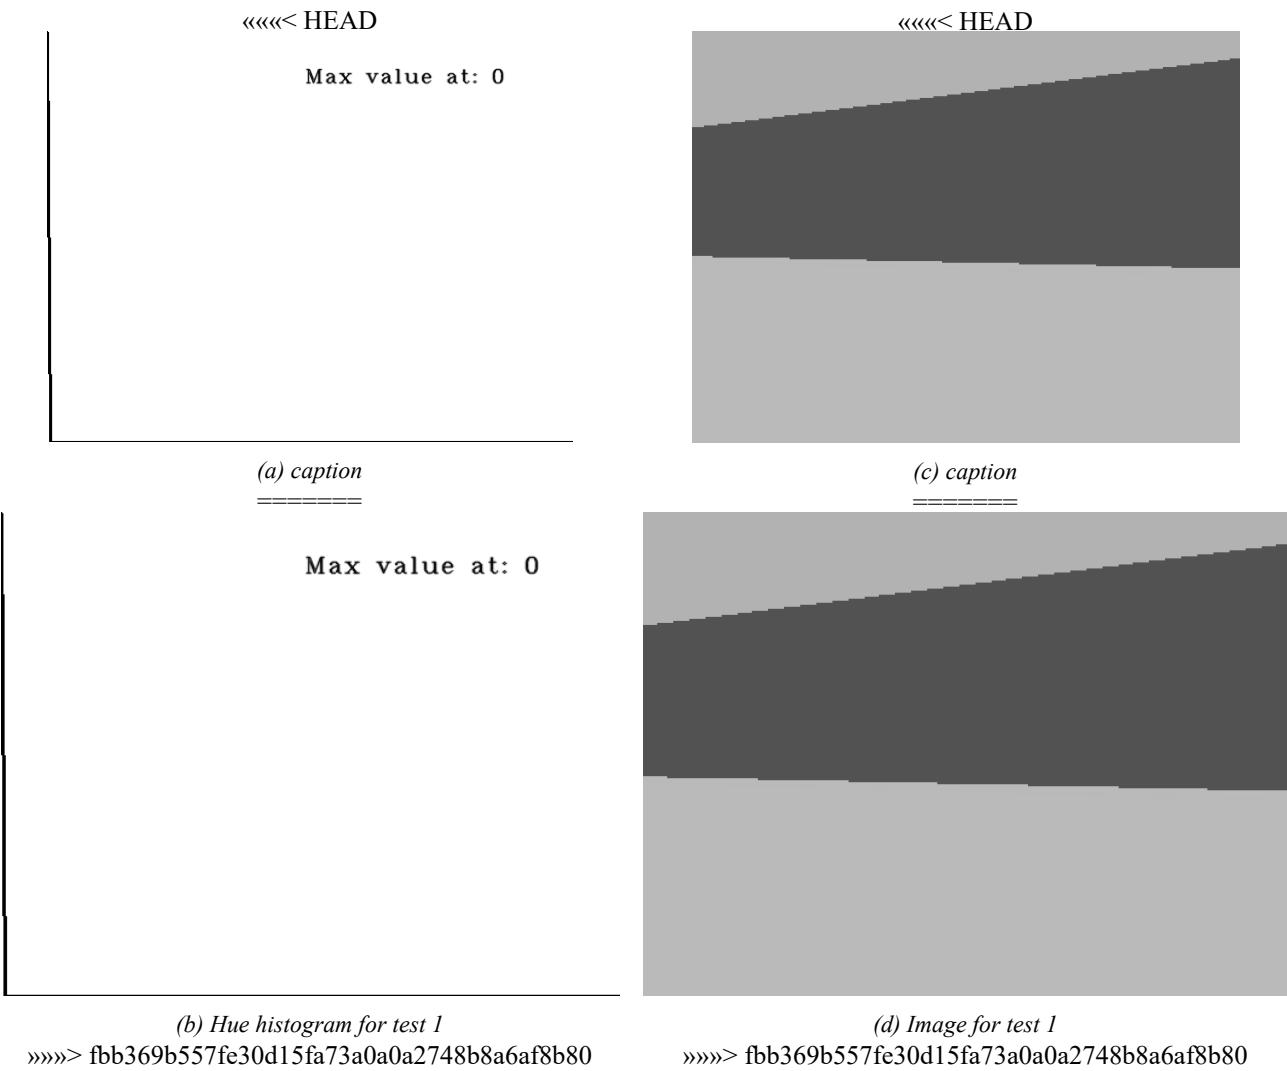 «««< HEAD
Max value at: 0
(a) caption
=======
Max value at: 0
(b) Hue histogram for test 1
»»»> fbb369b557fe30d15fa73a0a0a2748b8a6af8b80
«««< HEAD
(c) caption
=======
(d) Image for test 1
»»»> fbb369b557fe30d15fa73a0a0a2748b8a6af8b80